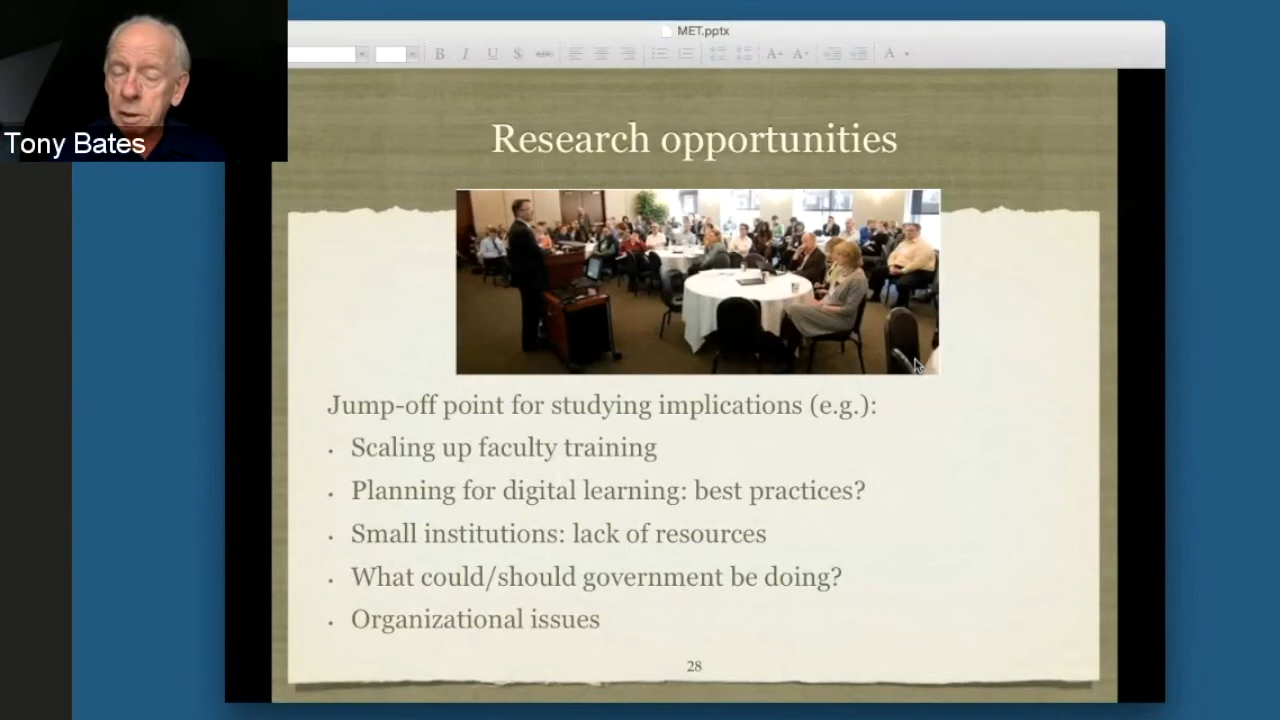 MET.pptx
B I U S ABC A A A
Tony Bates
Research opportunities
Jump-off point for studying implications (e.g.):
· Scaling up faculty training
· Planning for digital learning: best practices?
· Small institutions: lack of resources
· What could/should government be doing?
· Organizational issues
28